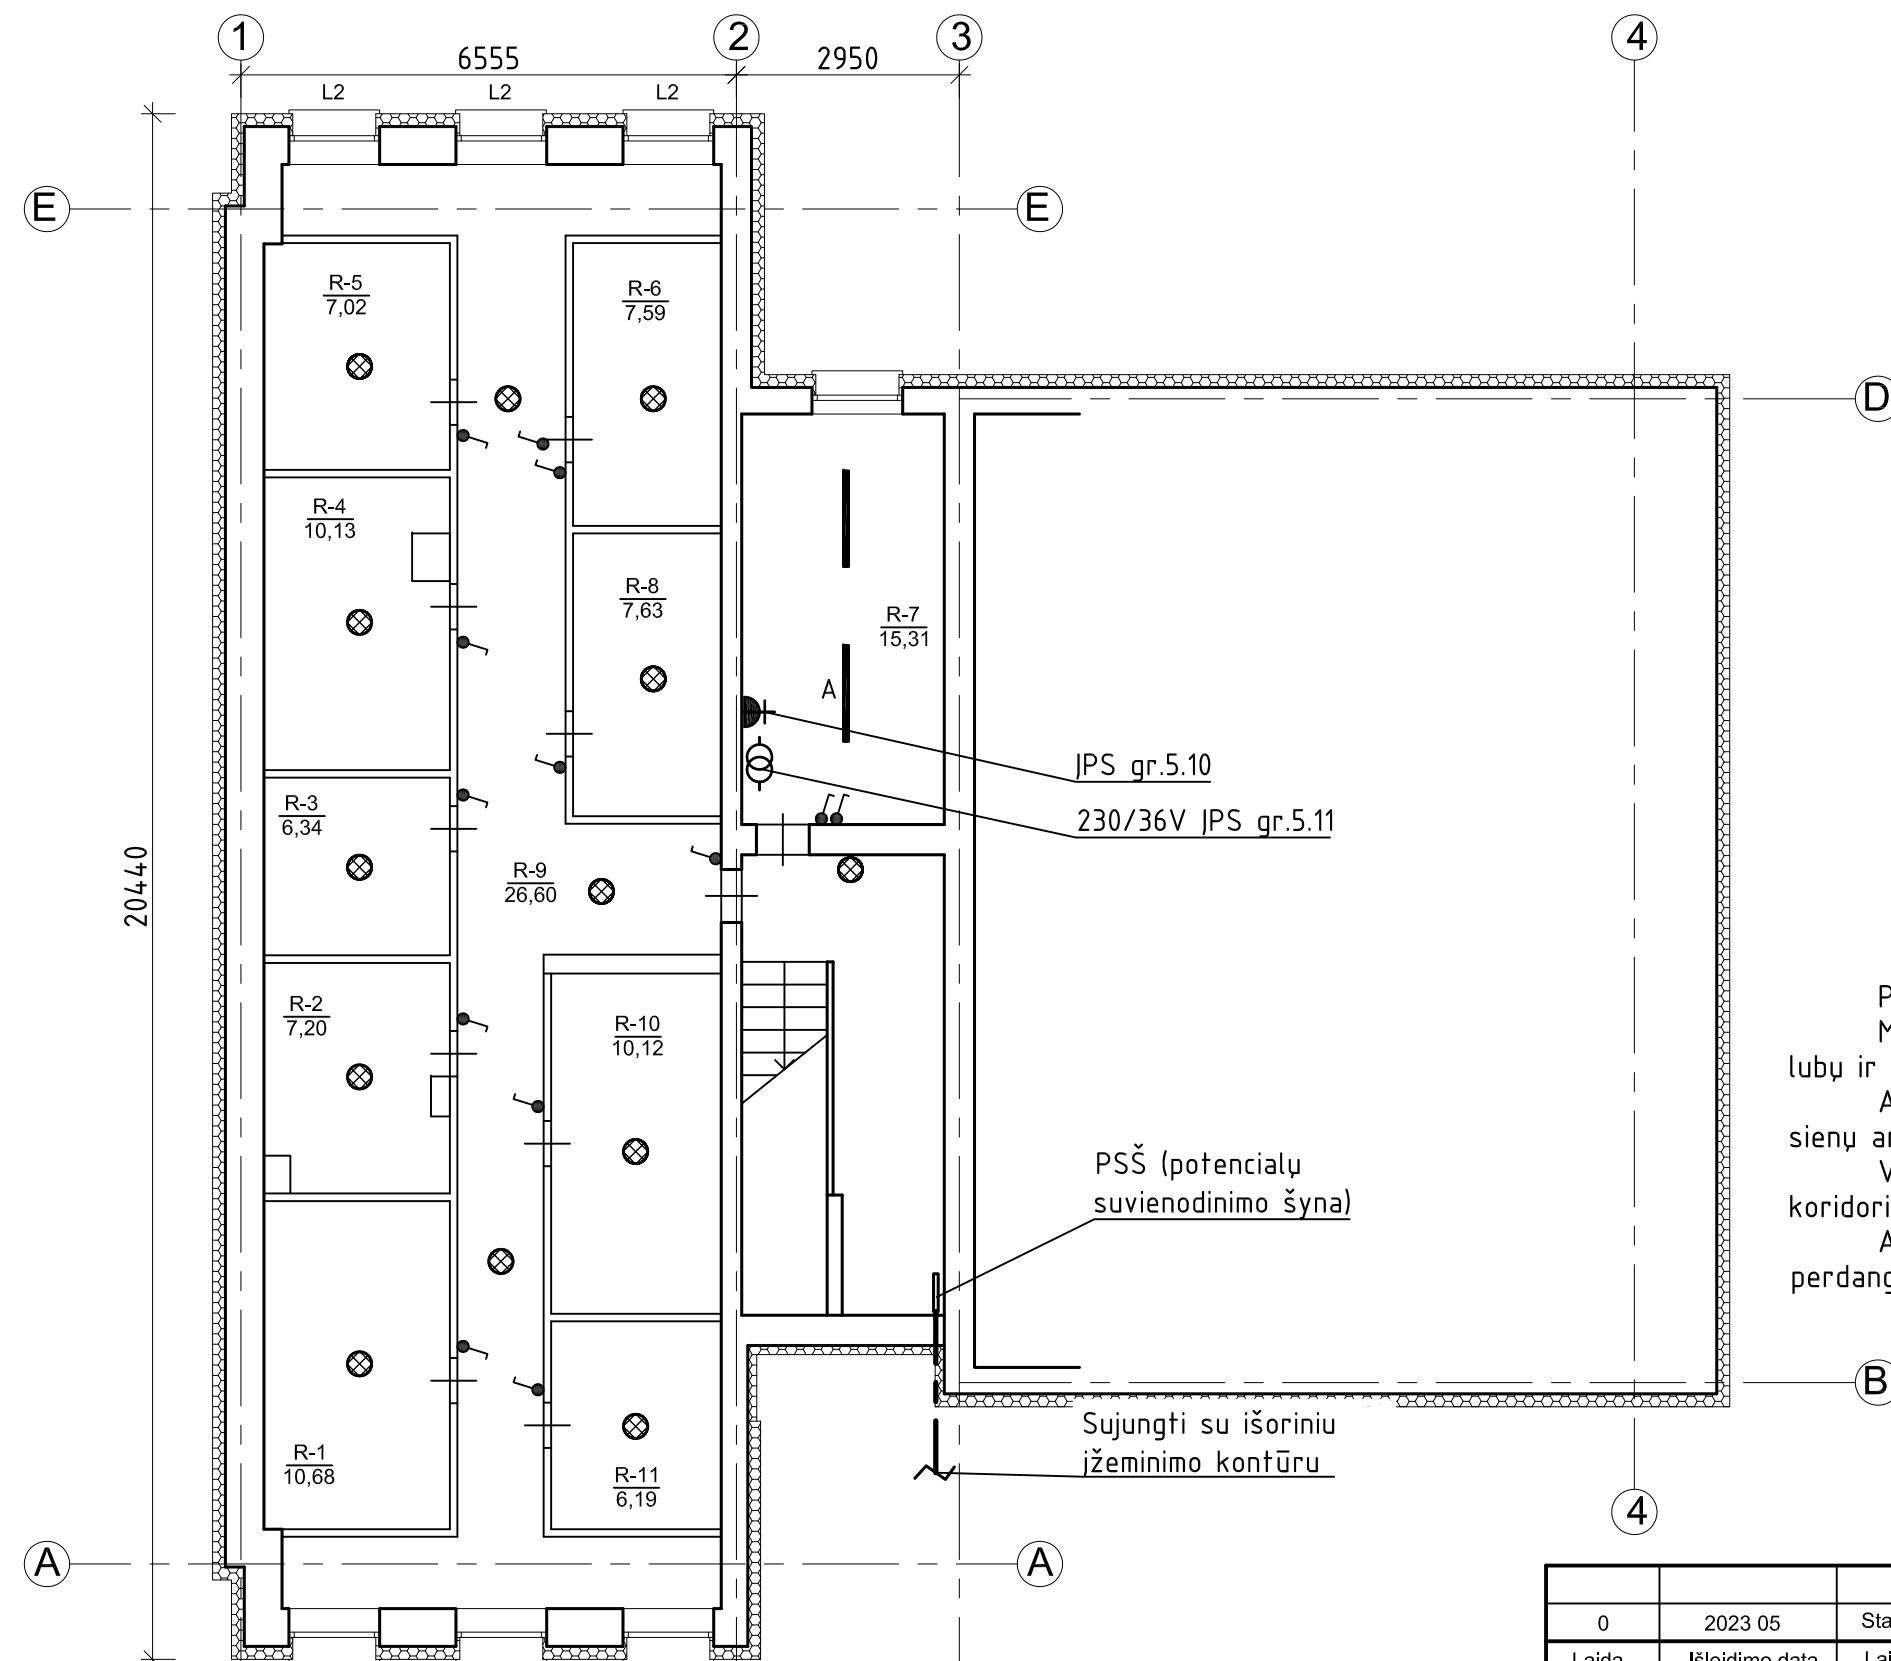 1
2
3
4
6555
2950
L2
L2
L2
E
E
R-5
7,02
R-6
7,59
D
R-4
10,13
R-8
7,63
R-7
15,31
A
JPS gr.5.10
230/36V JPS gr.5.11
R-3
6,34
20440
R-9
26,60
R-2
7,20
R-10
10,12
lubų ir
PSŠ (potencialų
suvienodinimo šyna)
koridori
perdang
B
Sujungti su išoriniu
įžeminimo kontūru
R-1
10,68
R-11
6,19
4
A
A
0
2023 05
Laida
Išleidimo data